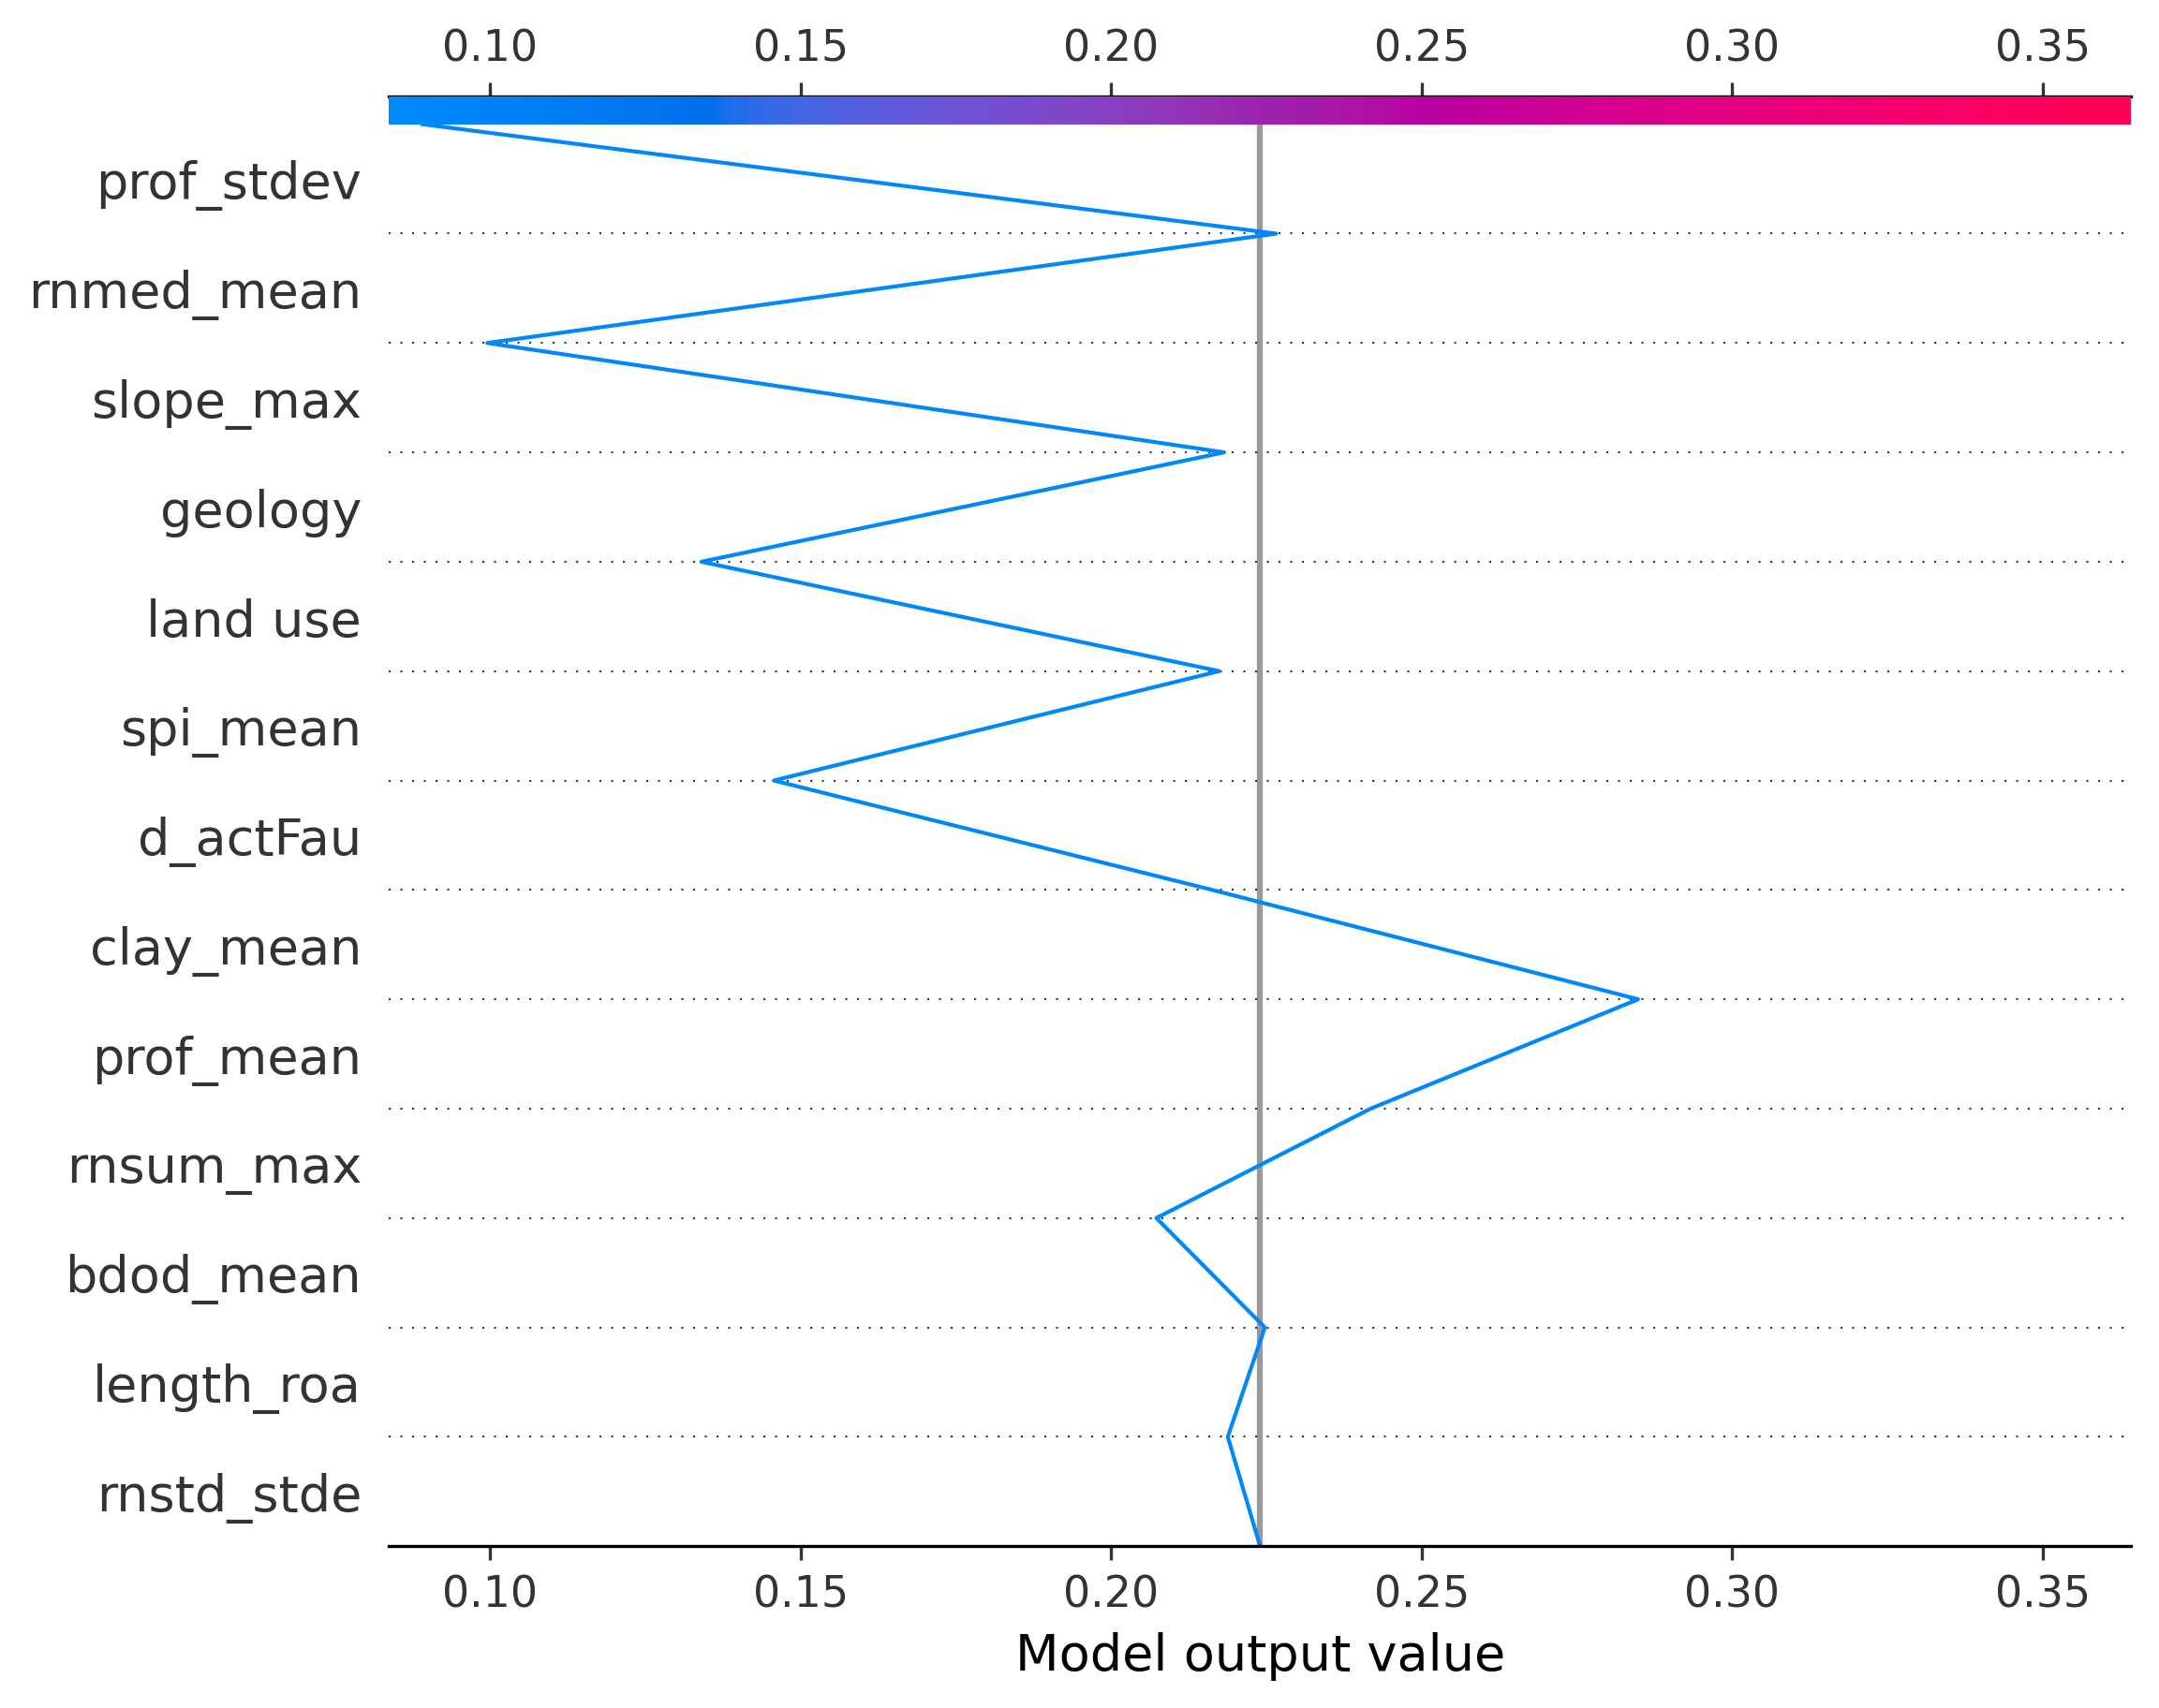 0.10 0.15 0.20 0.25 0.30 0.35
prof_stdev
rnmed_mean
slope_max
geology
land use
spi_mean
d_actFau
clay_mean
prof_mean
rnsum_max
bdod_mean
length_roa
rnstd_stde
0.10 0.15 0.20 0.25 0.30 0.35
Model output value